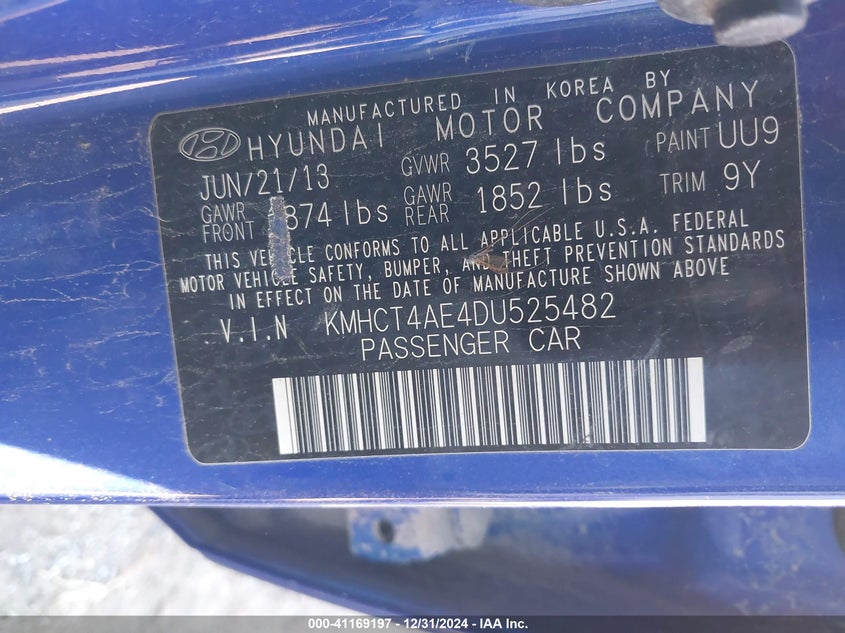 MANUFACTURED IN KOREA BY
HYUNDAI MOTOR COMPANY
JUN/21/13 GVWR 3527 lbs PAINT UU9
GAWR FRONT 874 lbs GAWR REAR 1852 lbs TRIM 9Y
THIS VEHICLE CONFORMS TO ALL APPLICABLE U.S.A. FEDERAL
MOTOR VEHICLE SAFETY, BUMPER, AND THEFT PREVENTION STANDARDS
IN EFFECT ON THE DATE OF MANUFACTURE SHOWN ABOVE
V.I.N KMHCT4AE4DU525482
PASSENGER CAR
000-41169197 - 12/31/2024 - IAA Inc.